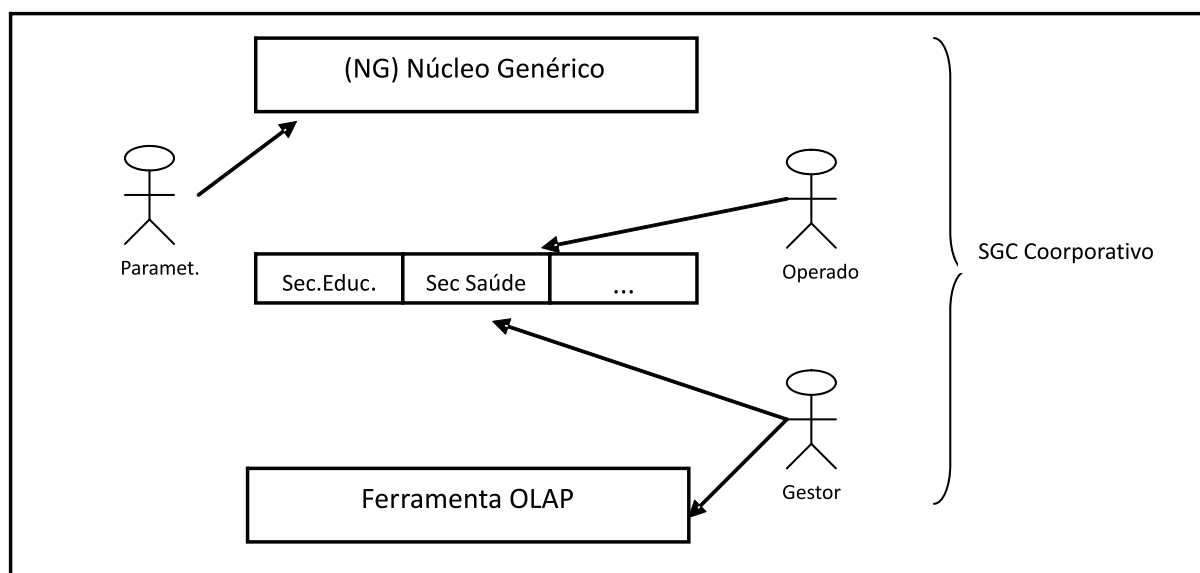 (NG) Núcleo Genérico
Paramet.
Operado
SGC Coorporativo
Sec.Educ.
Sec Saúde
...
Gestor
Ferramenta OLAP